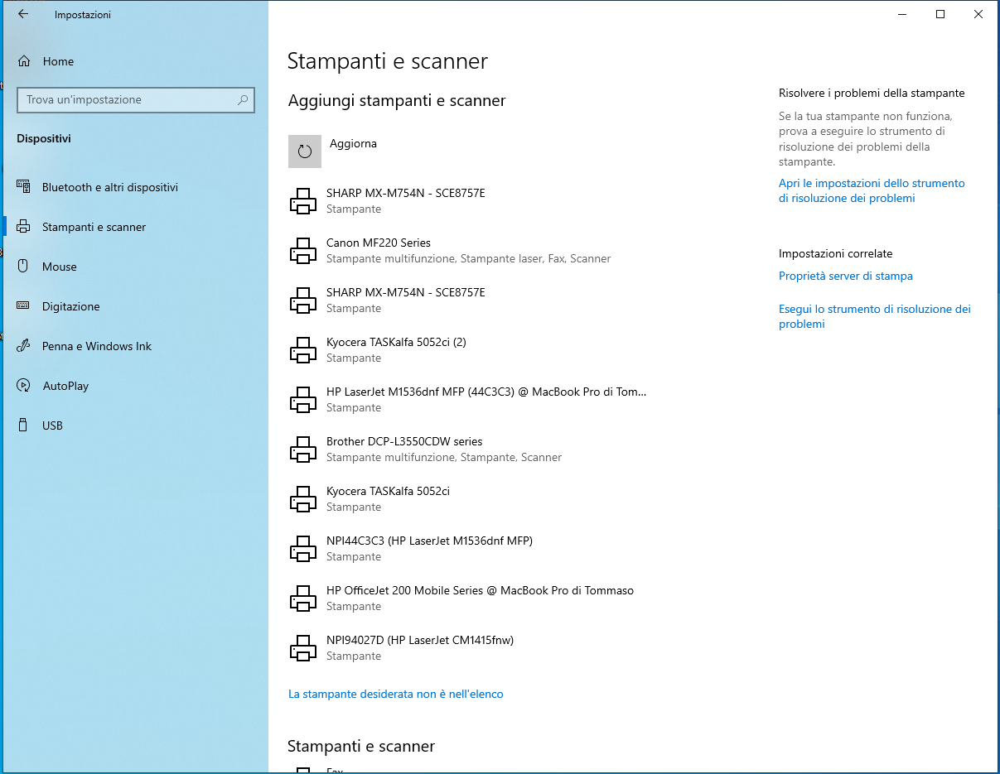 Impostazioni
Home
Trova un'impostazione
Dispositivi
Bluetooth e altri dispositivi
Stampanti e scanner
Mouse
Digitazione
Penna e Windows Ink
AutoPlay
USB
Stampanti e scanner
Aggiungi stampanti e scanner
Aggiorna
SHARP MX-M754N - SCE8757E
Stampante
Canon MF220 Series
Stampante multifunzione, Stampante laser, Fax, Scanner
SHARP MX-M754N - SCE8757E
Stampante
Kyocera TASKalfa 5052ci (2)
Stampante
HP LaserJet M1536dnf MFP (44C3C3) @ MacBook Pro di Tom...
Stampante
Brother DCP-L3550CDW series
Stampante multifunzione, Stampante, Scanner
Kyocera TASKalfa 5052ci
Stampante
NPI44C3C3 (HP LaserJet M1536dnf MFP)
Stampante
HP OfficeJet 200 Mobile Series @ MacBook Pro di Tommaso
Stampante
NPI94027D (HP LaserJet CM1415fnw)
Stampante
La stampante desiderata non è nell'elenco
Stampanti e scanner
Fax
Risolvere i problemi della stampante
Se la tua stampante non funziona,
prova a eseguire lo strumento di
risoluzione dei problemi della
stampante.
Apri le impostazioni dello strumento
di risoluzione dei problemi
Impostazioni correlate
Proprietà server di stampa
Esegui lo strumento di risoluzione dei
problemi